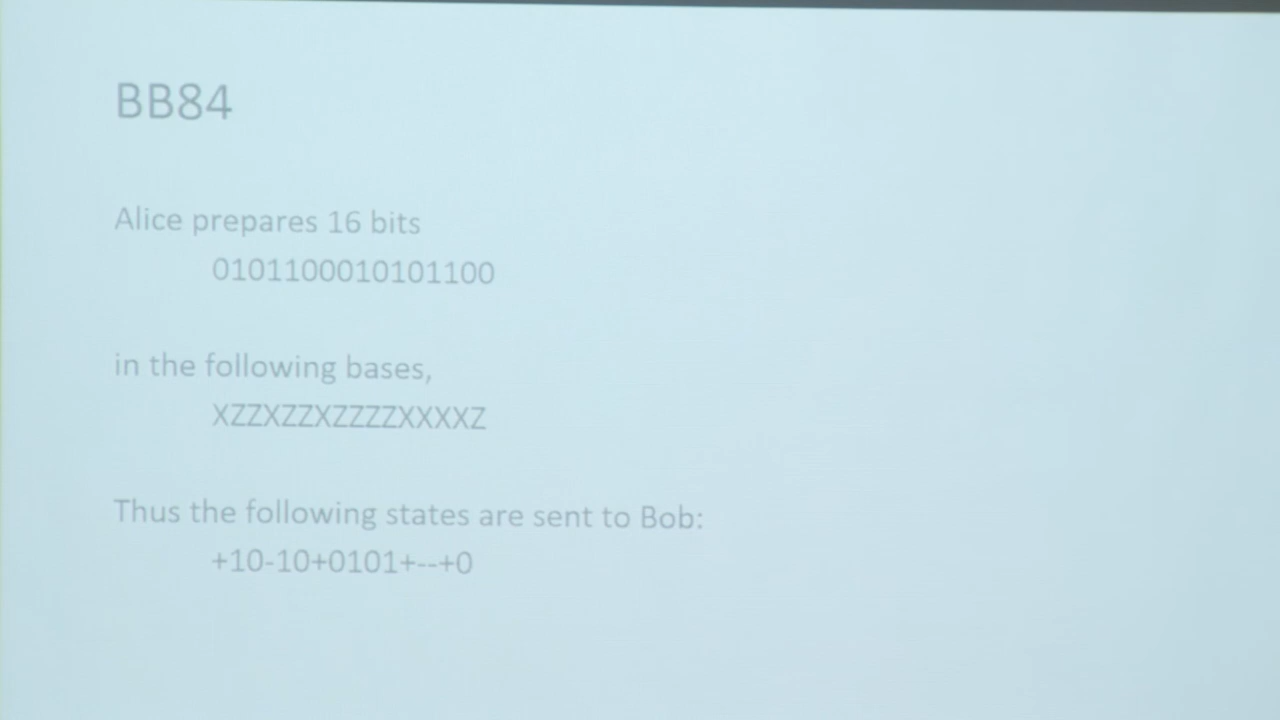 BB84
Alice prepares 16 bits
0101100010101100
in the following bases,
XZZXZZXZZZZXXXXZ
Thus the following states are sent to Bob:
+10-10+0101+--+0